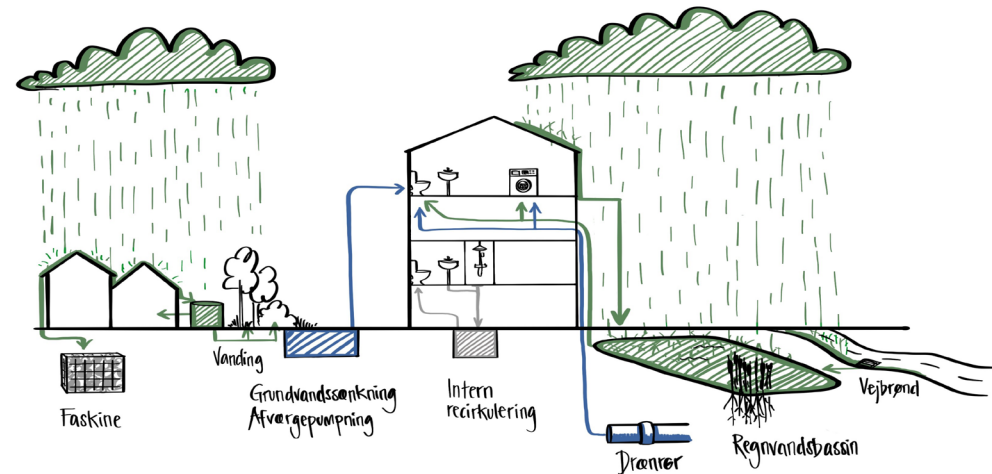 Faskine
Vanding
Grundvandssænkning
Afværgepumpning
Intern
recirkulering
Drænrør
Regnvandsbassin
Vejbrønd